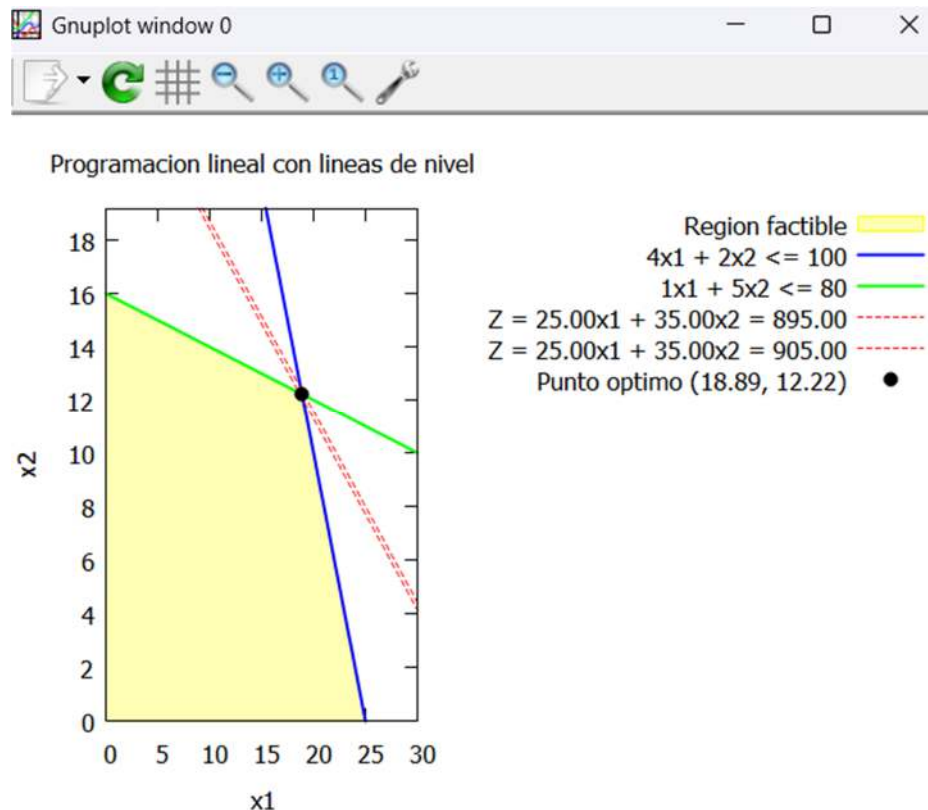 Gnuplot window 0
Programacion lineal con lineas de nivel
Region factible
4x1 + 2x2 <= 100
1x1 + 5x2 <= 80
Z = 25.00x1 + 35.00x2 = 895.00
Z = 25.00x1 + 35.00x2 = 905.00
Punto optimo (18.89, 12.22)
18
16
14
12
10
8
6
4
2
0
x2
0 5 10 15 20 25 30
x1